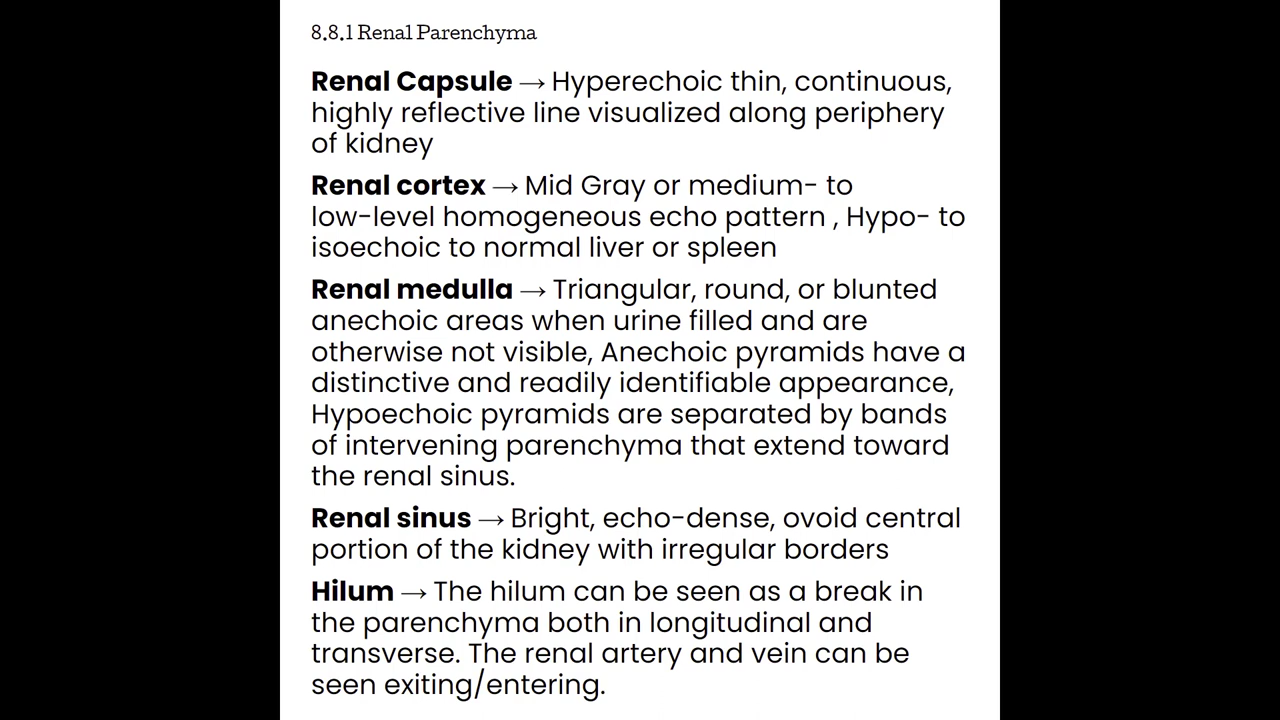 8.8.1 Renal Parenchyma
Renal Capsule → Hyperechoic thin, continuous,
highly reflective line visualized along periphery
of kidney
Renal cortex → Mid Gray or medium- to
low-level homogeneous echo pattern , Hypo- to
isoechoic to normal liver or spleen
Renal medulla → Triangular, round, or blunted
anechoic areas when urine filled and are
otherwise not visible, Anechoic pyramids have a
distinctive and readily identifiable appearance,
Hypoechoic pyramids are separated by bands
of intervening parenchyma that extend toward
the renal sinus.
Renal sinus → Bright, echo-dense, ovoid central
portion of the kidney with irregular borders
Hilum → The hilum can be seen as a break in
the parenchyma both in longitudinal and
transverse. The renal artery and vein can be
seen exiting/entering.